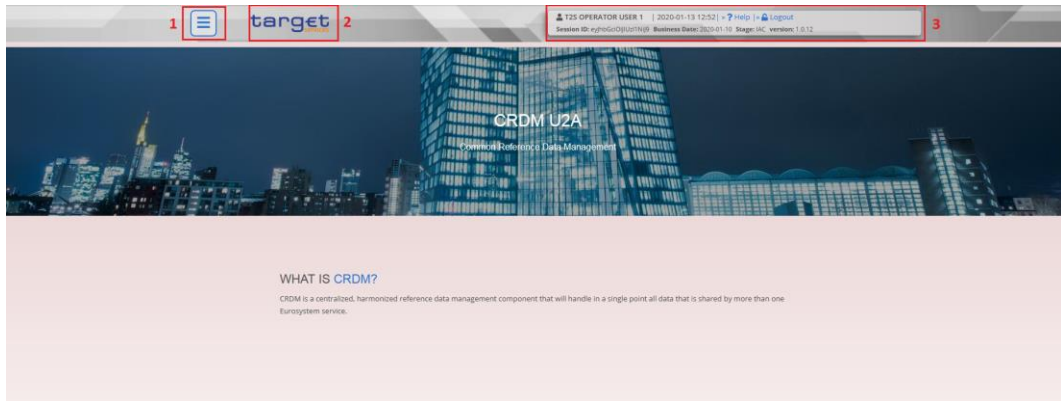 1
target
services
2
T2S OPERATOR USER 1 | 2020-01-13 12:52| » ? Help |» Logout
Business Date: 2020-01-10 Stage: IAC version: 1.0.12
Session ID:
3
CRDM U2A
Common Reference Data Management
WHAT IS CRDM?
CRDM is a centralized, harmonized reference data management component that will handle in a single point all data that is shared by more than one
Eurosystem service.